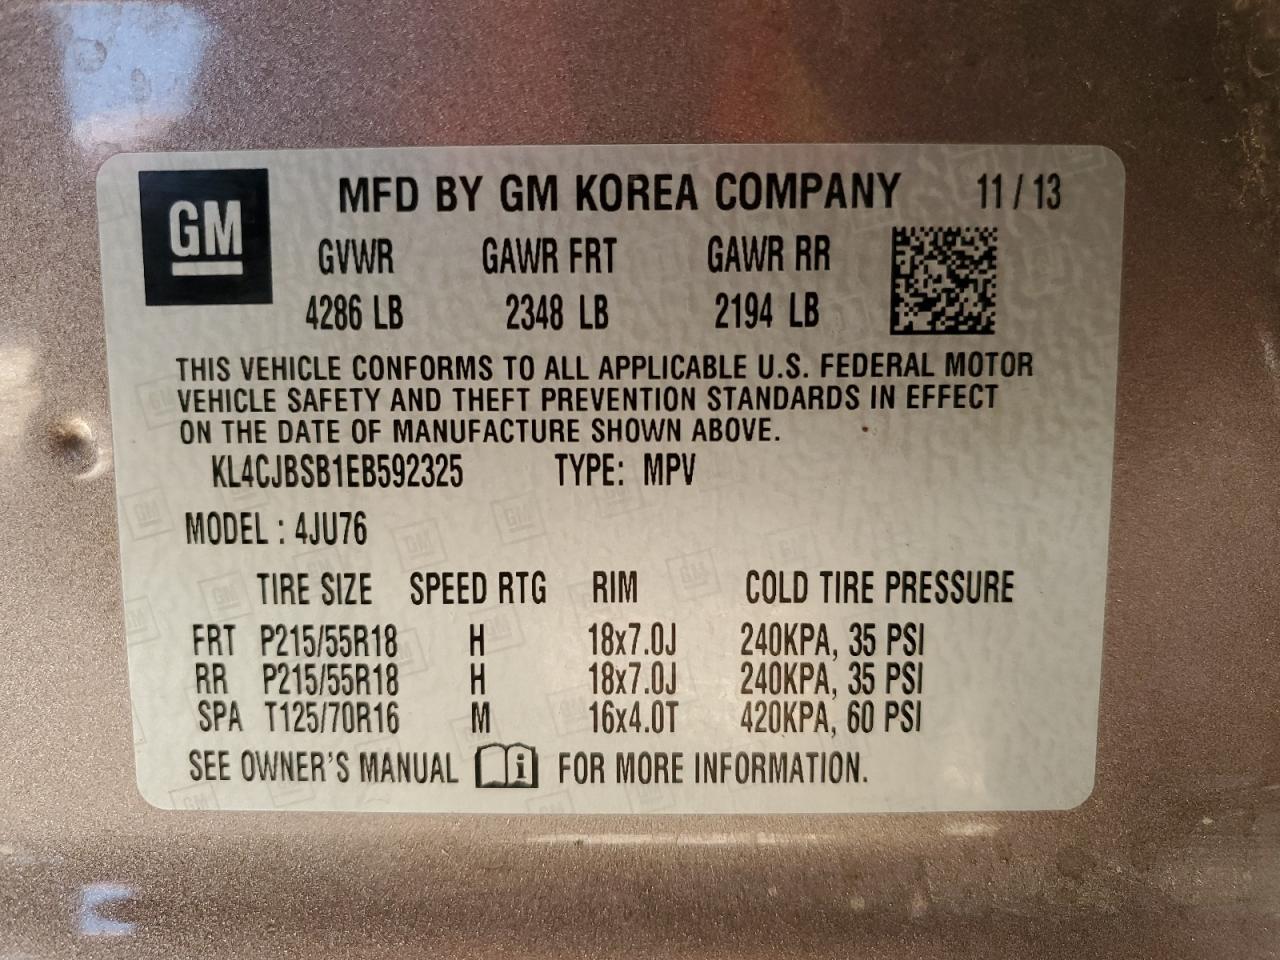 GM
MFD BY GM KOREA COMPANY 11 / 13
GVWR GAWR FRT GAWR RR
4286 LB 2348 LB 2194 LB
THIS VEHICLE CONFORMS TO ALL APPLICABLE U.S. FEDERAL MOTOR
VEHICLE SAFETY AND THEFT PREVENTION STANDARDS IN EFFECT
ON THE DATE OF MANUFACTURE SHOWN ABOVE.
KL4CJBSB1EB592325 TYPE: MPV
MODEL : 4JU76
TIRE SIZE SPEED RTG RIM COLD TIRE PRESSURE
FRT P215/55R18 H 18x7.0J 240KPA, 35 PSI
RR P215/55R18 H 18x7.0J 240KPA, 35 PSI
SPA T125/70R16 M 16x4.0T 420KPA, 60 PSI
SEE OWNER'S MANUAL i FOR MORE INFORMATION.